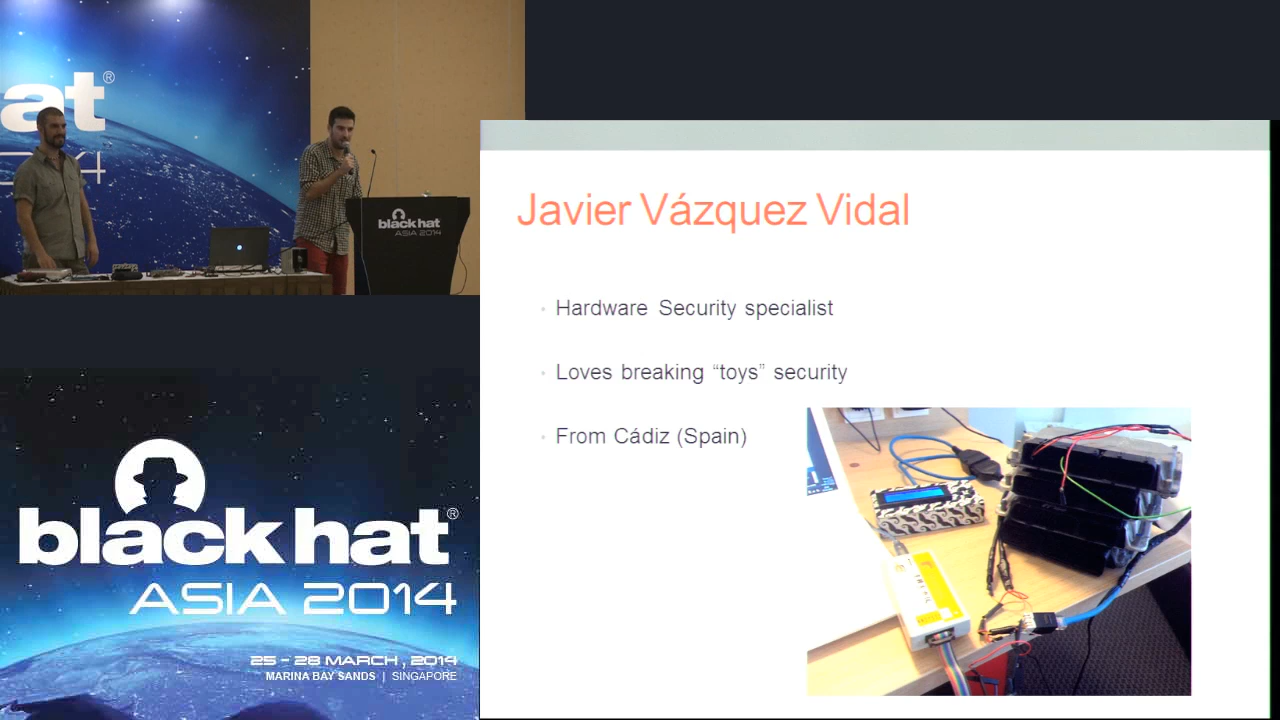 at®
black hat
ASIA 2014
Javier Vázquez Vidal
• Hardware Security specialist
• Loves breaking “toys” security
• From Cádiz (Spain)
black hat®
ASIA 2014
25 - 28 MARCH, 2014
MARINA BAY SANDS | SINGAPORE